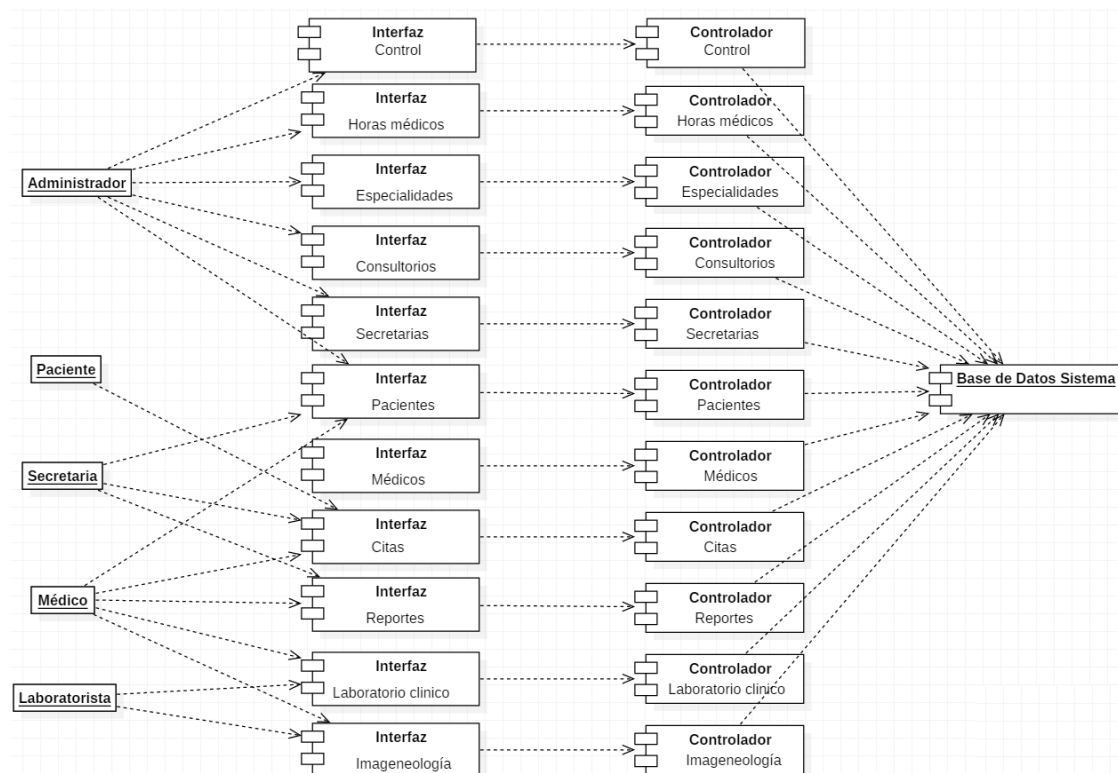 Interfaz
Control
Controlador
Control
Interfaz
Horas médicos
Controlador
Horas médicos
Administrador
Interfaz
Especialidades
Controlador
Especialidades
Interfaz
Consultorios
Controlador
Consultorios
Interfaz
Secretarias
Controlador
Secretarias
Paciente
Interfaz
Pacientes
Controlador
Pacientes
Base de Datos Sistema
Secretaria
Interfaz
Médicos
Controlador
Médicos
Interfaz
Citas
Controlador
Citas
Médico
Interfaz
Reportes
Controlador
Reportes
Laboratorista
Interfaz
Laboratorio clinico
Controlador
Laboratorio clinico
Interfaz
Imageneología
Controlador
Imageneología